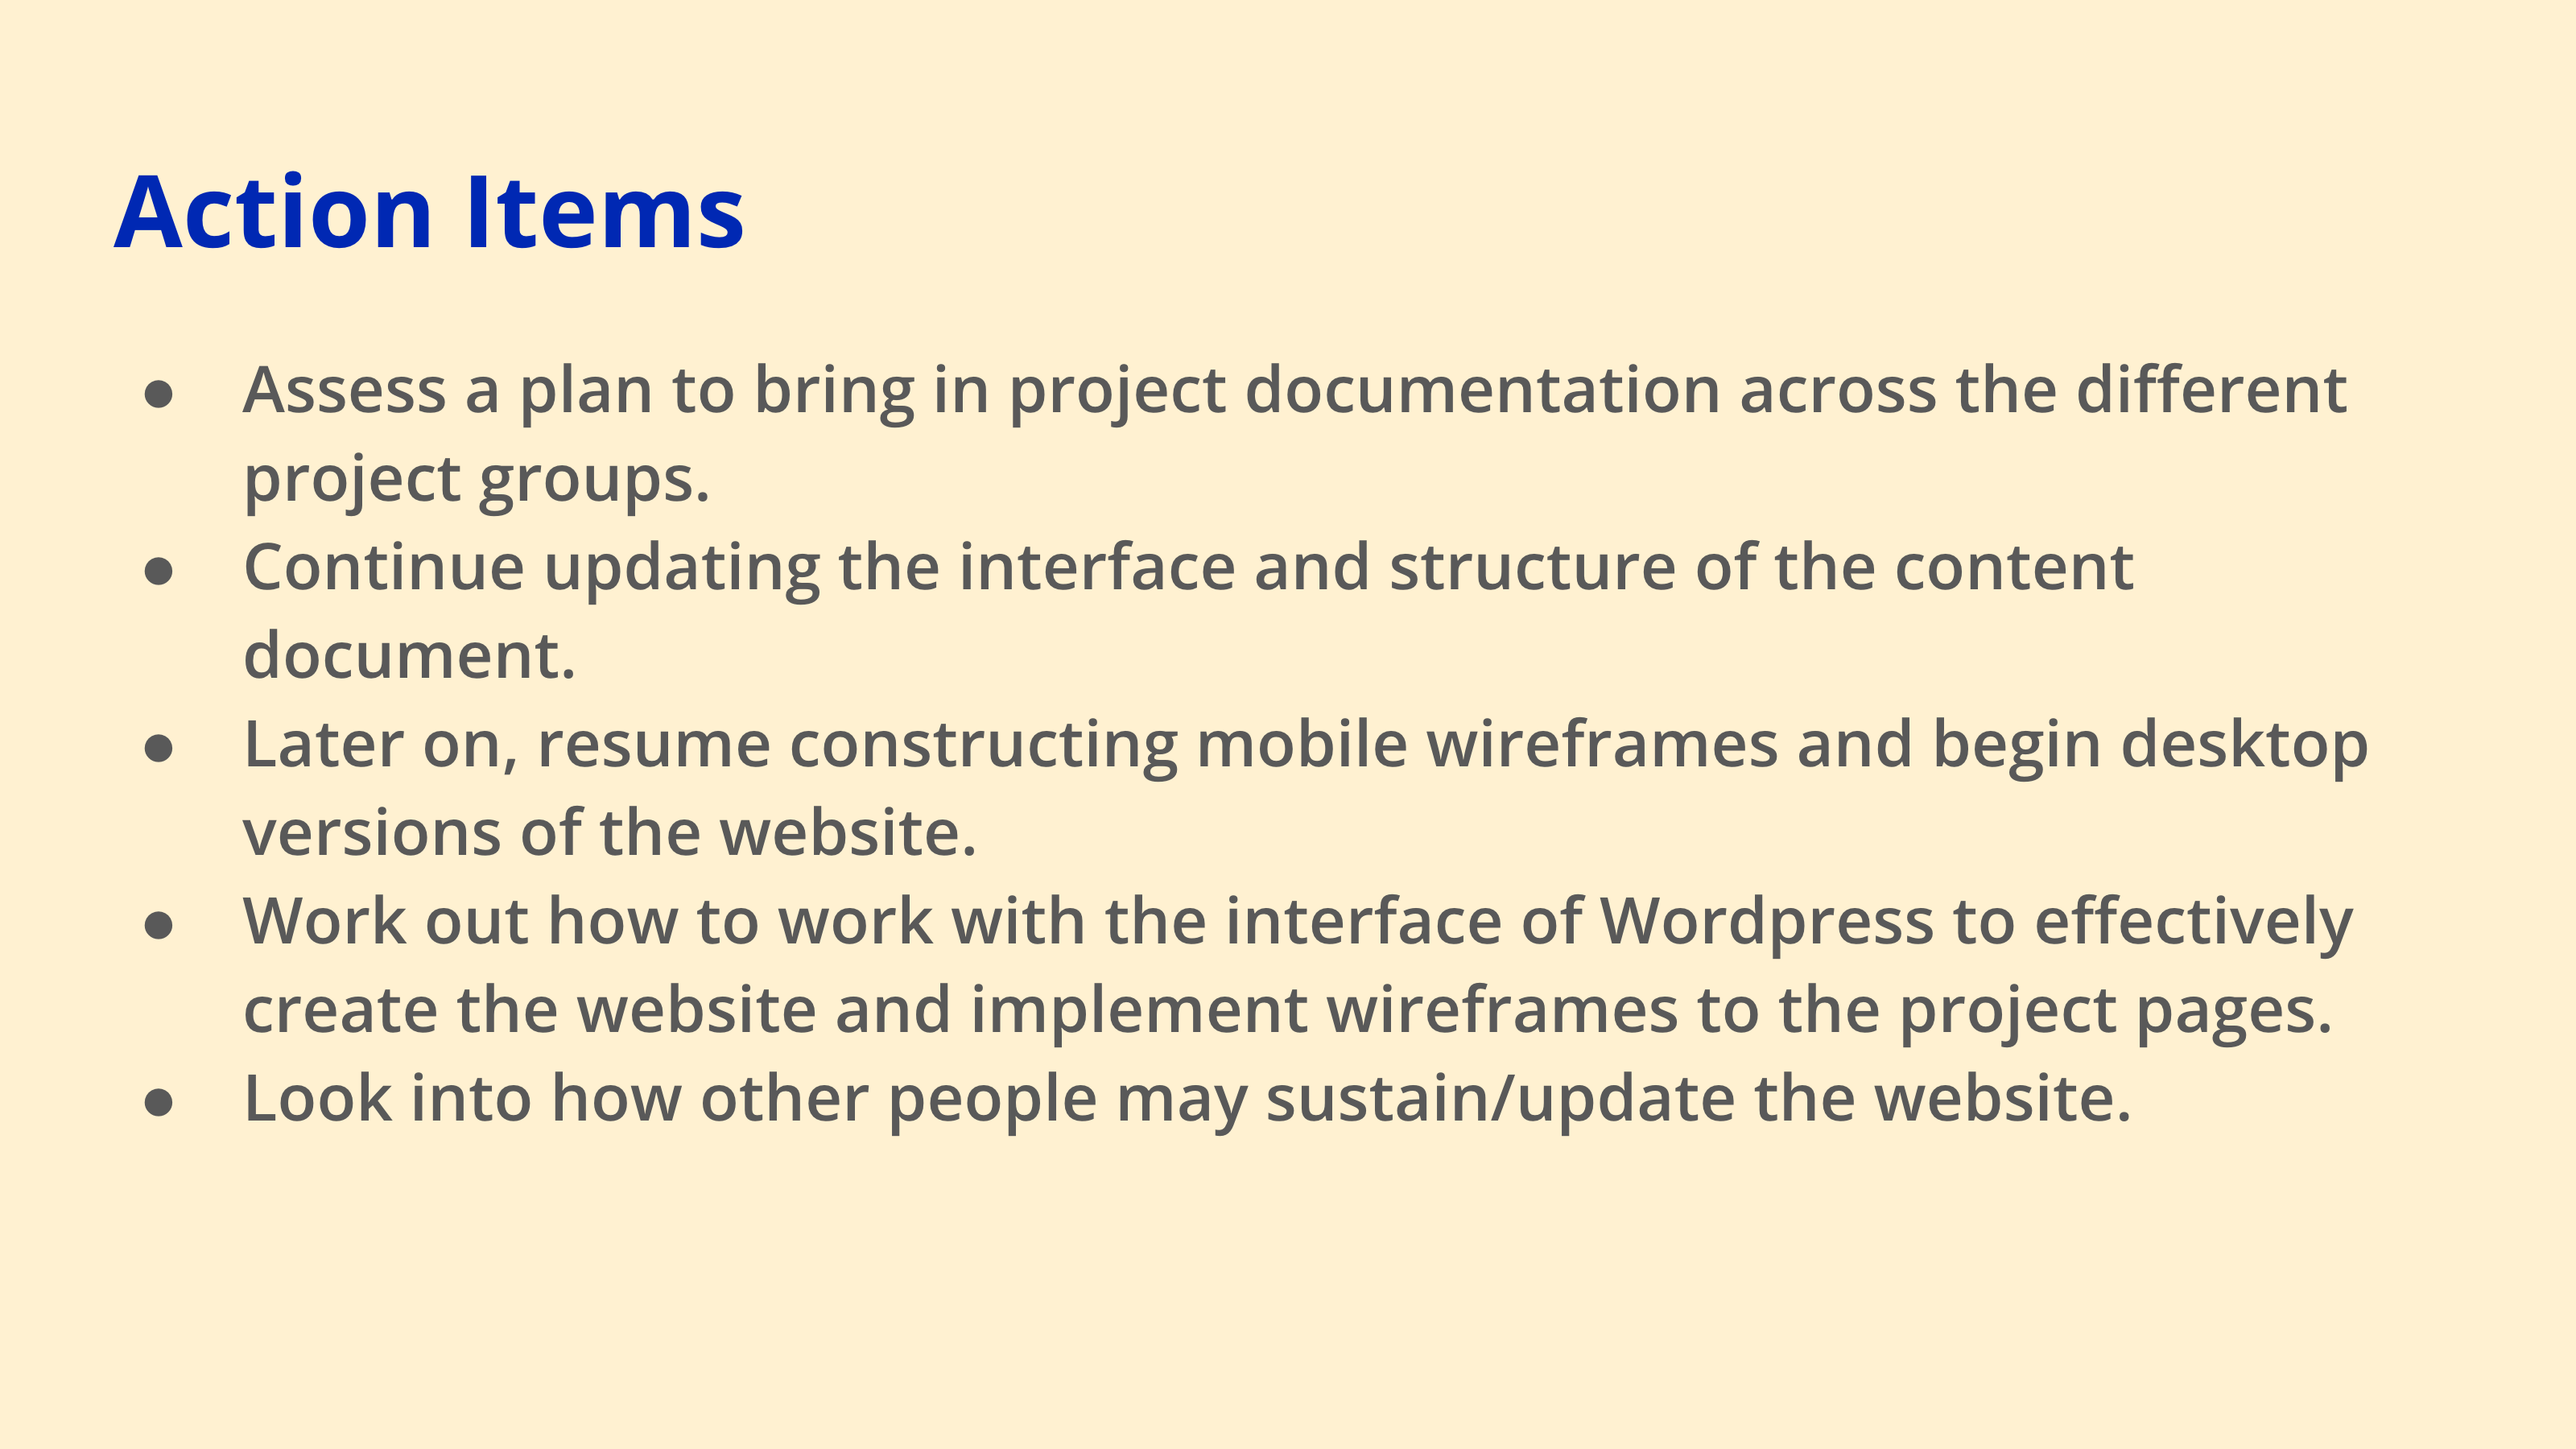 Action Items
● Assess a plan to bring in project documentation across the different
project groups.
● Continue updating the interface and structure of the content
document.
● Later on, resume constructing mobile wireframes and begin desktop
versions of the website.
● Work out how to work with the interface of Wordpress to effectively
create the website and implement wireframes to the project pages.
● Look into how other people may sustain/update the website.